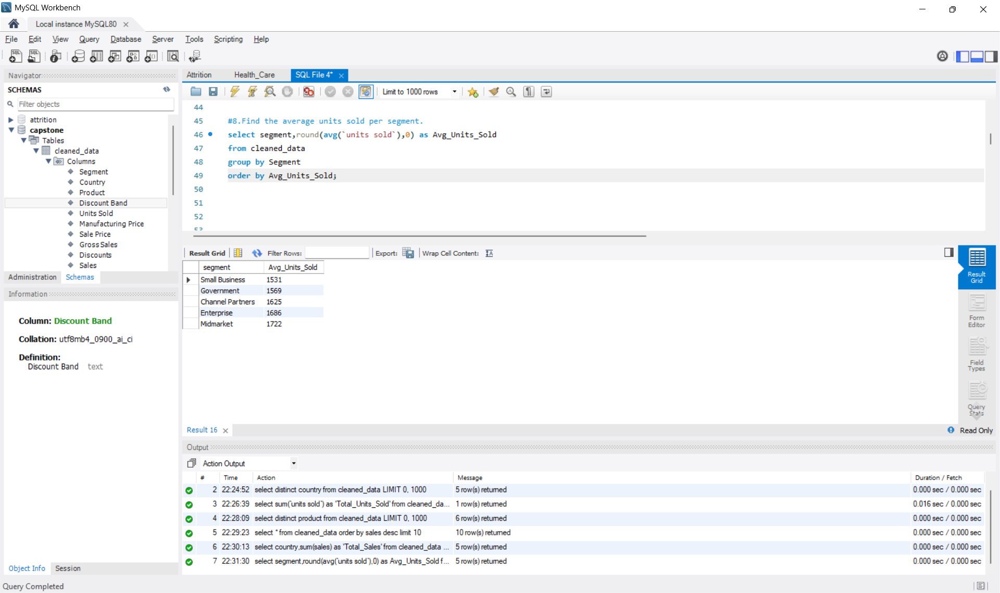 MySQL Workbench
Local instance MySQL80
File Edit View Query Database Server Tools Scripting Help
Navigator
SCHEMAS
Filter objects
attrition
capstone
Tables
cleaned_data
Columns
Segment
Country
Product
Discount Band
Units Sold
Manufacturing Price
Sale Price
Gross Sales
Discounts
Sales
Administration Schemas
Information
Column: Discount Band
Collation: utf8mb4_0900_ai_ci
Definition:
Discount Band text
Object Info Session
Attrition Health_Care SQL File 4*
Limit to 1000 rows
44
45 #8.Find the average units sold per segment.
46 select segment,round(avg(`units sold`),0) as Avg_Units_Sold
47 from cleaned_data
48 group by Segment
49 order by Avg_Units_Sold;
50
51
52
53
Result Grid Filter Rows: Export: Wrap Cell Content:
segment Avg_Units_Sold
Small Business 1531
Government 1569
Channel Partners 1625
Enterprise 1686
Midmarket 1722
Result
Grid
Form
Editor
Field
Types
Query
Stats
Result 16 Read Only
Output
Action Output
# Time Action Message Duration / Fetch
2 22:24:52 select distinct country from cleaned_data LIMIT 0, 1000 5 row(s) returned 0.000 sec / 0.000 sec
3 22:26:39 select sum(`units sold`) as 'Total_Units_Sold' from cleaned_da... 1 row(s) returned 0.016 sec / 0.000 sec
4 22:28:09 select distinct product from cleaned_data LIMIT 0, 1000 6 row(s) returned 0.000 sec / 0.000 sec
5 22:29:23 select * from cleaned_data order by sales desc limit 10 10 row(s) returned 0.000 sec / 0.000 sec
6 22:30:13 select country,sum(sales) as 'Total_Sales' from cleaned_data ... 5 row(s) returned 0.000 sec / 0.000 sec
7 22:31:30 select segment,round(avg(`units sold`),0) as Avg_Units_Sold f... 5 row(s) returned 0.000 sec / 0.000 sec
Query Completed